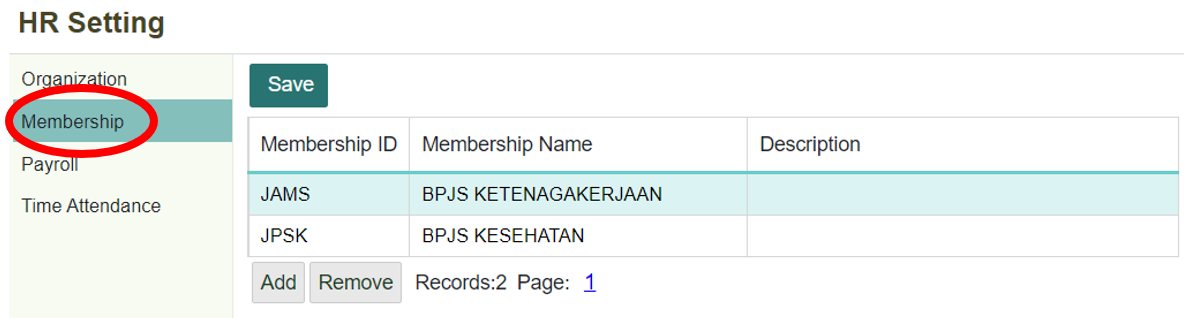 HR Setting
Organization
Membership
Payroll
Time Attendance
Save
Membership ID Membership Name Description
JAMS BPJS KETENAGAKERJAAN
JPSK BPJS KESEHATAN
Add Remove Records:2 Page: 1